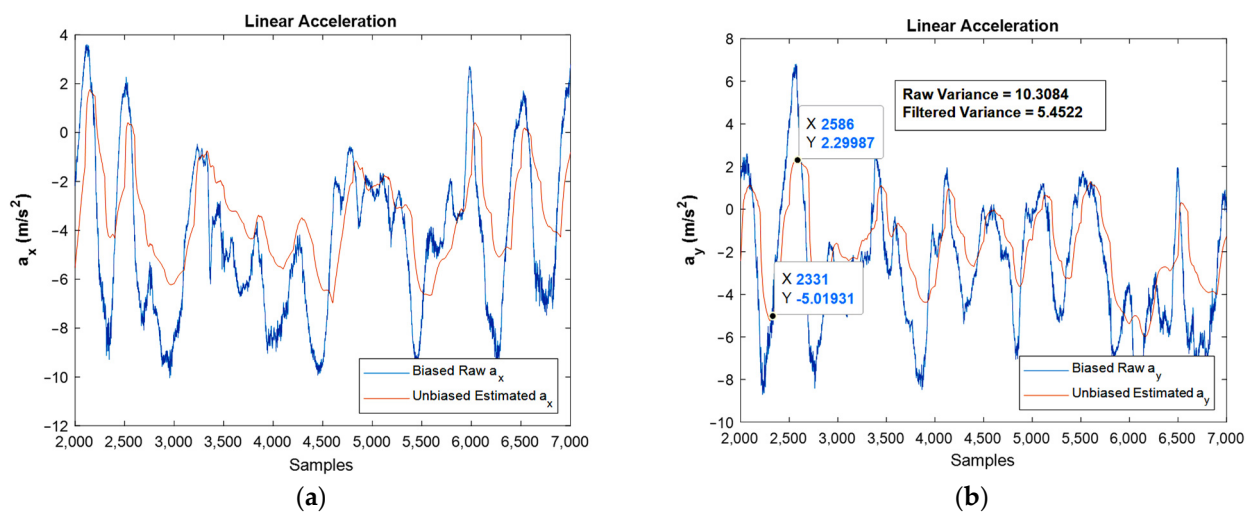 Linear Acceleration
4
2
0
−2
−4
−6
−8
−10
−12
a_x (m/s²)
2,000 2,500 3,000 3,500 4,000 4,500 5,000 5,500 6,000 6,500 7,000
Samples
Biased Raw a_x
Unbiased Estimated a_x
(a)
Linear Acceleration
8
6
4
2
0
−2
−4
−6
−8
−10
a_y (m/s²)
Raw Variance = 10.3084
Filtered Variance = 5.4522
X 2586
Y 2.29987
X 2331
Y -5.01931
Biased Raw a_y
Unbiased Estimated a_y
2,000 2,500 3,000 3,500 4,000 4,500 5,000 5,500 6,000 6,500 7,000
Samples
(b)